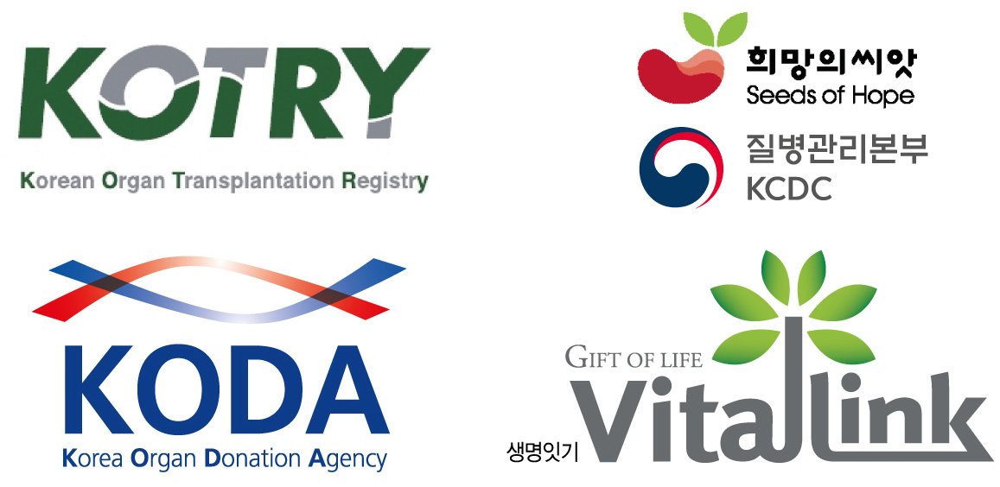 KOTRY
Korean Organ Transplantation Registry
희망의 씨앗
Seeds of Hope
질병관리본부
KCDC
KODA
Korea Organ Donation Agency
GIFT OF LIFE
Vitallink
생명잇기